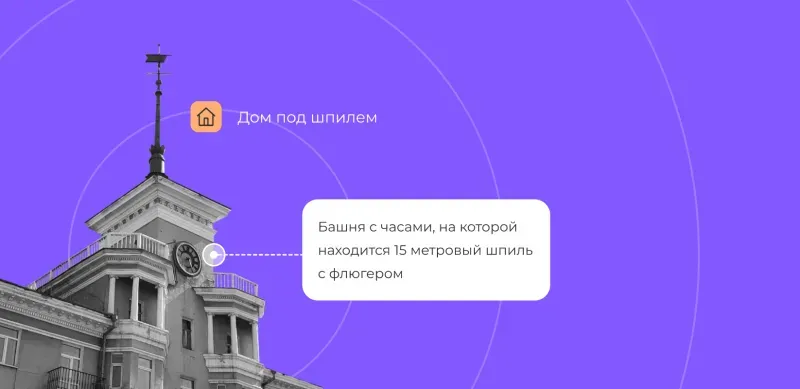 Дом под шпилем
Башня с часами, на которой
находится 15 метровый шпиль
с флюгером